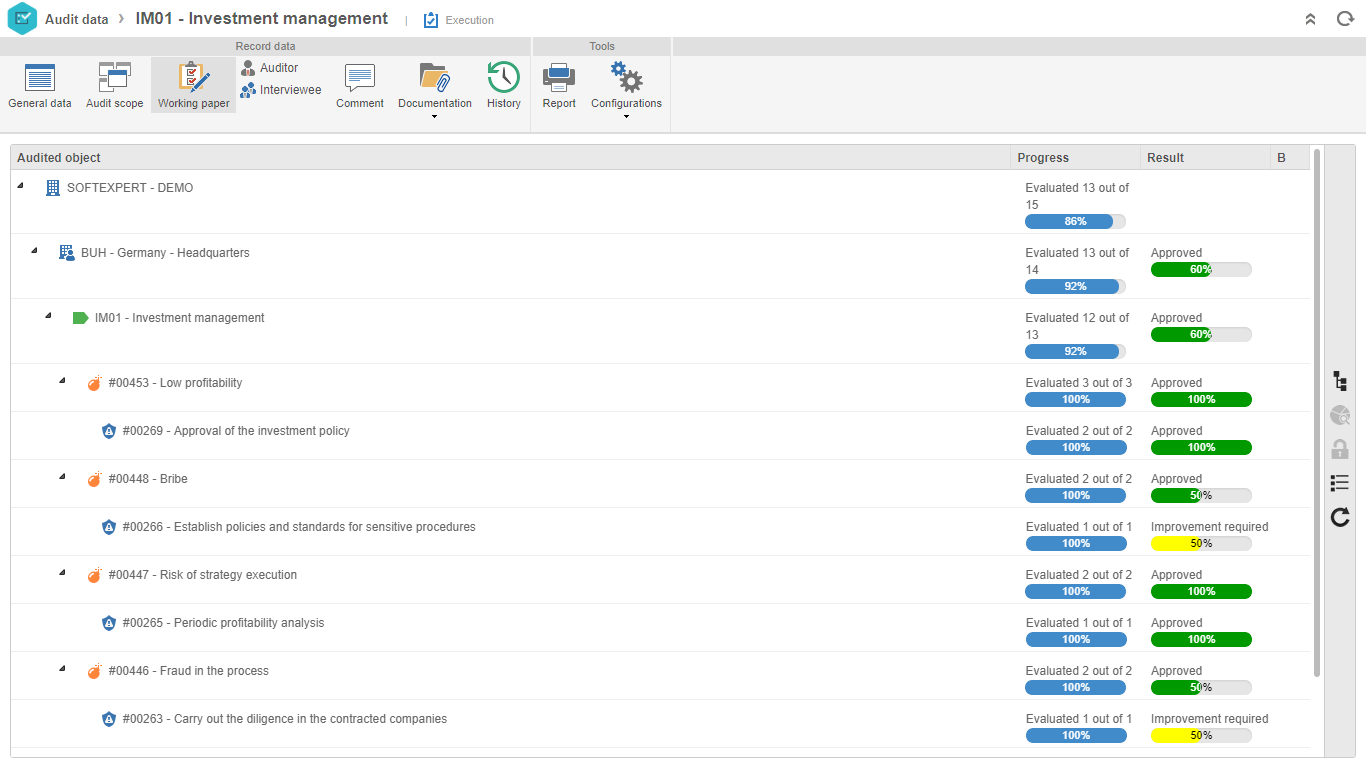 Audit data › IM01 - Investment management | Execution
Record data Tools
General data Audit scope Working paper Auditor Interviewee Comment Documentation History Report Configurations
Audited object Progress Result B
SOFTEXPERT - DEMO Evaluated 13 out of
15
86%
BUH - Germany - Headquarters Evaluated 13 out of Approved
14 60%
92%
IM01 - Investment management Evaluated 12 out of Approved
13 60%
92%
#00453 - Low profitability Evaluated 3 out of 3 Approved
100% 100%
#00269 - Approval of the investment policy Evaluated 2 out of 2 Approved
100% 100%
#00448 - Bribe Evaluated 2 out of 2 Approved
100% 50%
#00266 - Establish policies and standards for sensitive procedures Evaluated 1 out of 1 Improvement required
100% 50%
#00447 - Risk of strategy execution Evaluated 2 out of 2 Approved
100% 100%
#00265 - Periodic profitability analysis Evaluated 1 out of 1 Approved
100% 100%
#00446 - Fraud in the process Evaluated 2 out of 2 Approved
100% 50%
#00263 - Carry out the diligence in the contracted companies Evaluated 1 out of 1 Improvement required
100% 50%